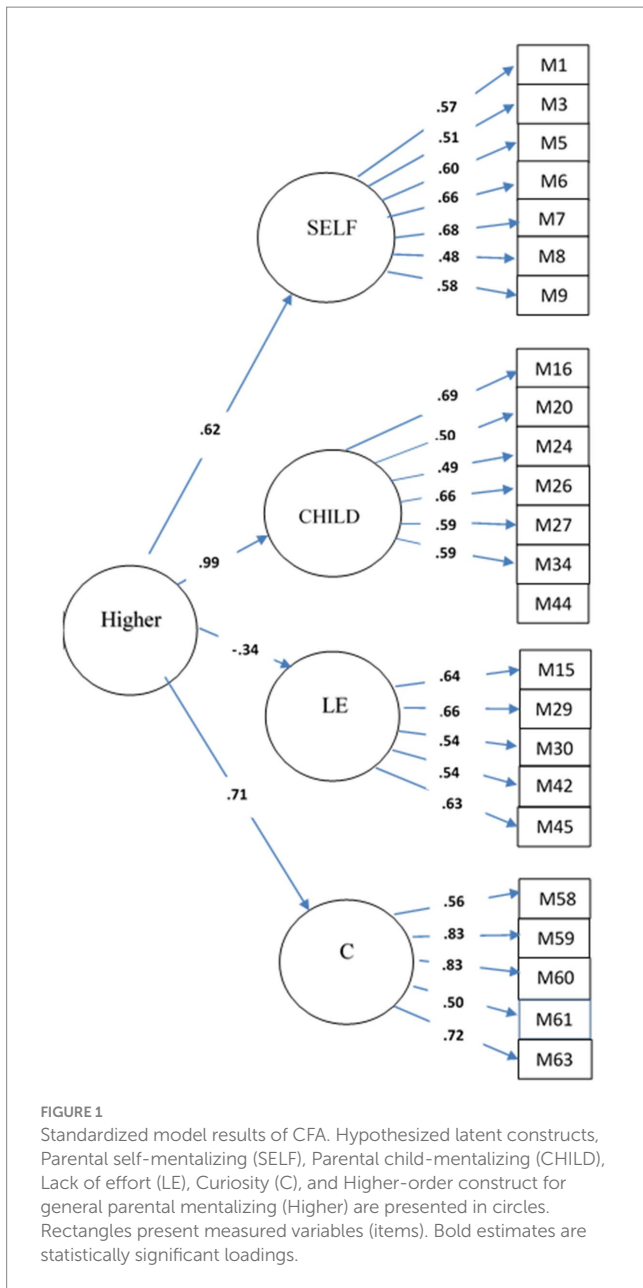 M1
.57
M3
.51
M5
.60
M6
.66
SELF
M7
.68
M8
.48
M9
.58
M16
.69
M20
.50
.62
M24
.49
M26
.66
CHILD
M27
.59
M34
.59
.99
M44
Higher
-.34
M15
.64
M29
.66
LE
M30
.54
M42
.54
.71
M45
.63
M58
.56
M59
.83
C
M60
.83
M61
.50
M63
.72
FIGURE 1
Standardized model results of CFA. Hypothesized latent constructs,
Parental self-mentalizing (SELF), Parental child-mentalizing (CHILD),
Lack of effort (LE), Curiosity (C), and Higher-order construct for
general parental mentalizing (Higher) are presented in circles.
Rectangles present measured variables (items). Bold estimates are
statistically significant loadings.